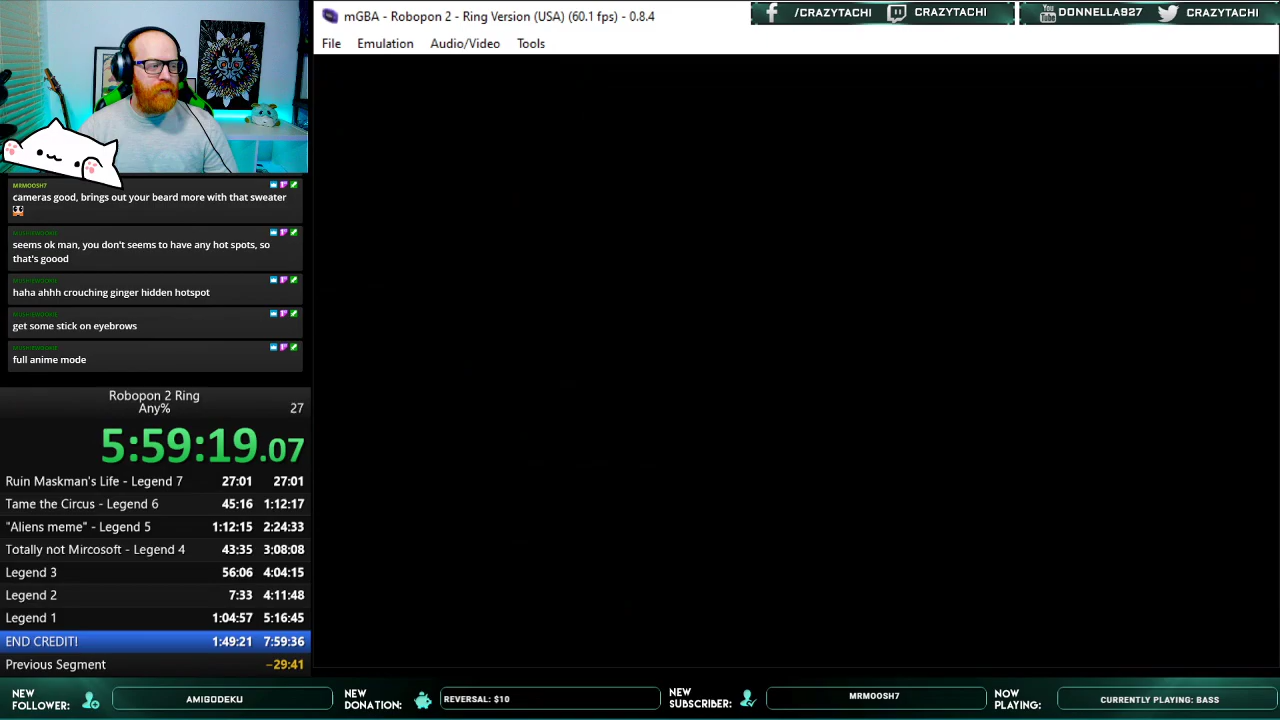 mGBA - Robopon 2 - Ring Version (USA) (60.1 fps) - 0.8.4
/CRAZYTACHI
CRAZYTACHI
You Tube
DONNELLA827
CRAZYTACHI
File Emulation Audio/Video Tools
MRMOOSH7
cameras good, brings out your beard more with that sweater
MUSHIEWOOKIE
seems ok man, you don't seems to have any hot spots, so
that's goood
MUSHIEWOOKIE
haha ahhh crouching ginger hidden hotspot
MUSHIEWOOKIE
get some stick on eyebrows
MUSHIEWOOKIE
full anime mode
Robopon 2 Ring
Any% 27
5:59:19.07
Ruin Maskman's Life - Legend 7 27:01 27:01
Tame the Circus - Legend 6 45:16 1:12:17
"Aliens meme" - Legend 5 1:12:15 2:24:33
Totally not Mircosoft - Legend 4 43:35 3:08:08
Legend 3 56:06 4:04:15
Legend 2 7:33 4:11:48
Legend 1 1:04:57 5:16:45
END CREDIT! 1:49:21 7:59:36
Previous Segment −29:41
NEW FOLLOWER: AMIGODEKU
NEW DONATION: REVERSAL: $10
NEW SUBSCRIBER: MRMOOSH7
NOW PLAYING: CURRENTLY PLAYING: BASS